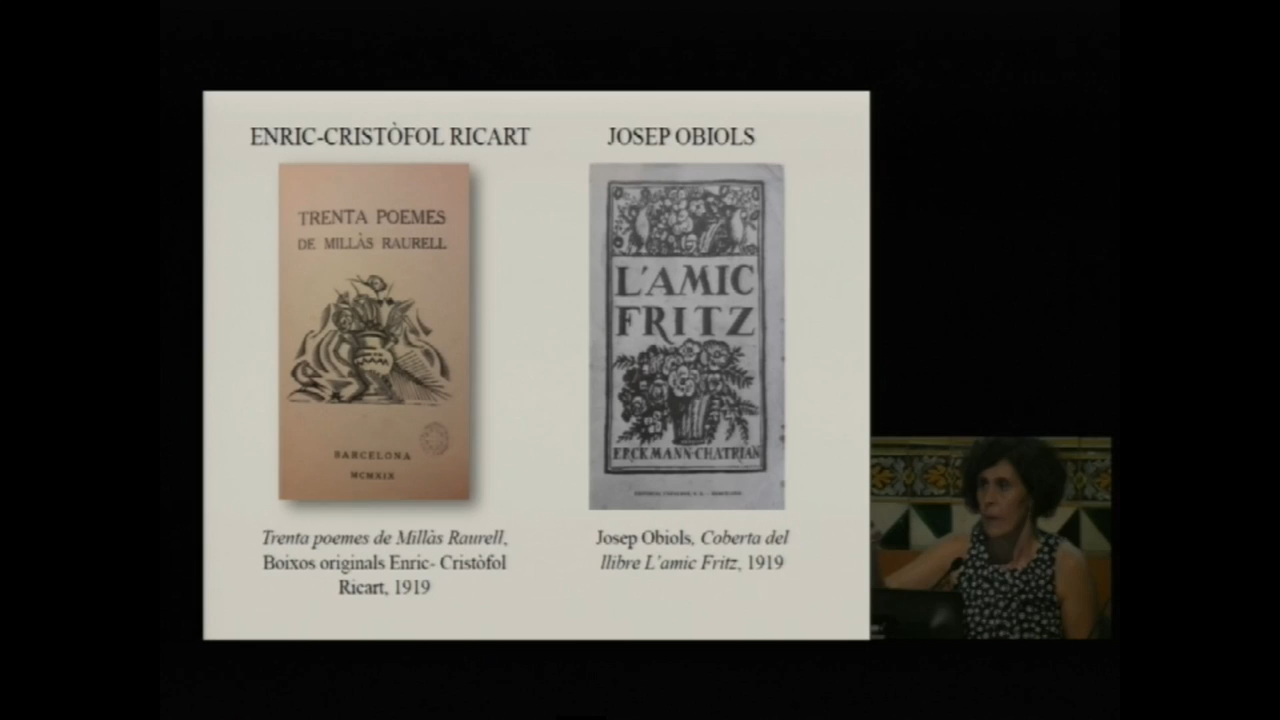 ENRIC-CRISTÒFOL RICART
JOSEP OBIOLS
TRENTA POEMES
DE MILLÀS RAURELL
BARCELONA
MCMXIX
L'AMIC
FRITZ
ERCKMANN-CHATRIAN
Trenta poemes de Millàs Raurell,
Boixos originals Enric- Cristòfol
Ricart, 1919
Josep Obiols, Coberta del
llibre L'amic Fritz, 1919